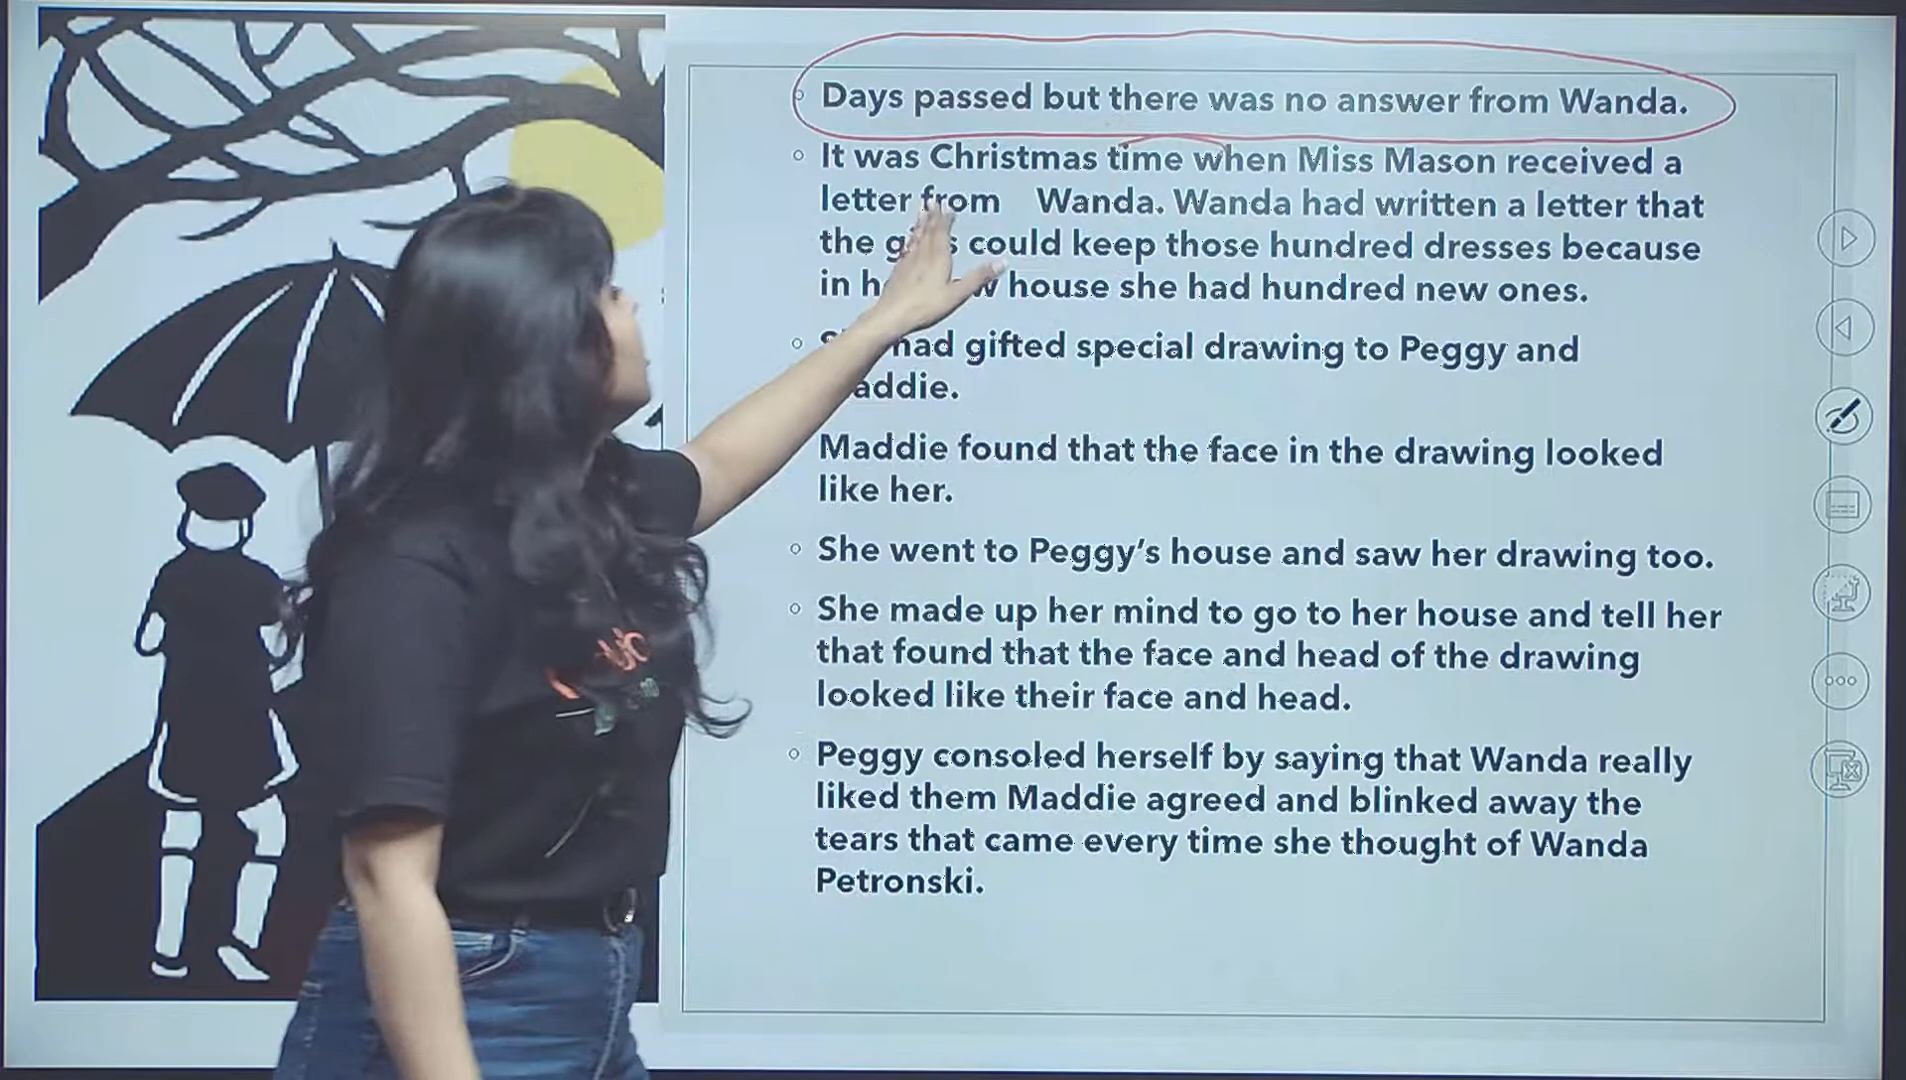 Days passed but there was no answer from Wanda.
It was Christmas time when Miss Mason received a
letter from Wanda. Wanda had written a letter that
the could keep those hundred dresses because
in house she had hundred new ones.
had gifted special drawing to Peggy and
Maddie found that the face in the drawing looked
like her.
She went to Peggy's house and saw her drawing too.
She made up her mind to go to her house and tell her
that found that the face and head of the drawing
looked like their face and head.
Peggy consoled herself by saying that Wanda really
liked them Maddie agreed and blinked away the
tears that came every time she thought of Wanda
Petronski.